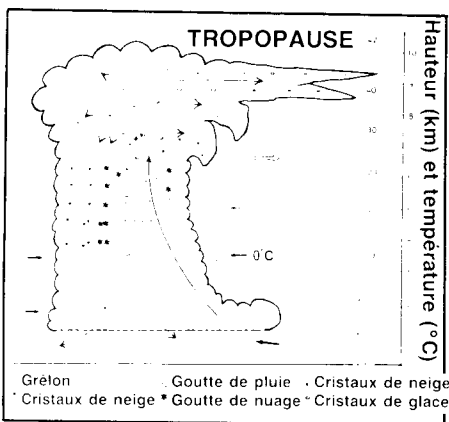 TROPOPAUSE
Hauteur (km) et température (°C)
0°C
Grêlon Goutte de pluie Cristaux de neige
Cristaux de neige * Goutte de nuage Cristaux de glace